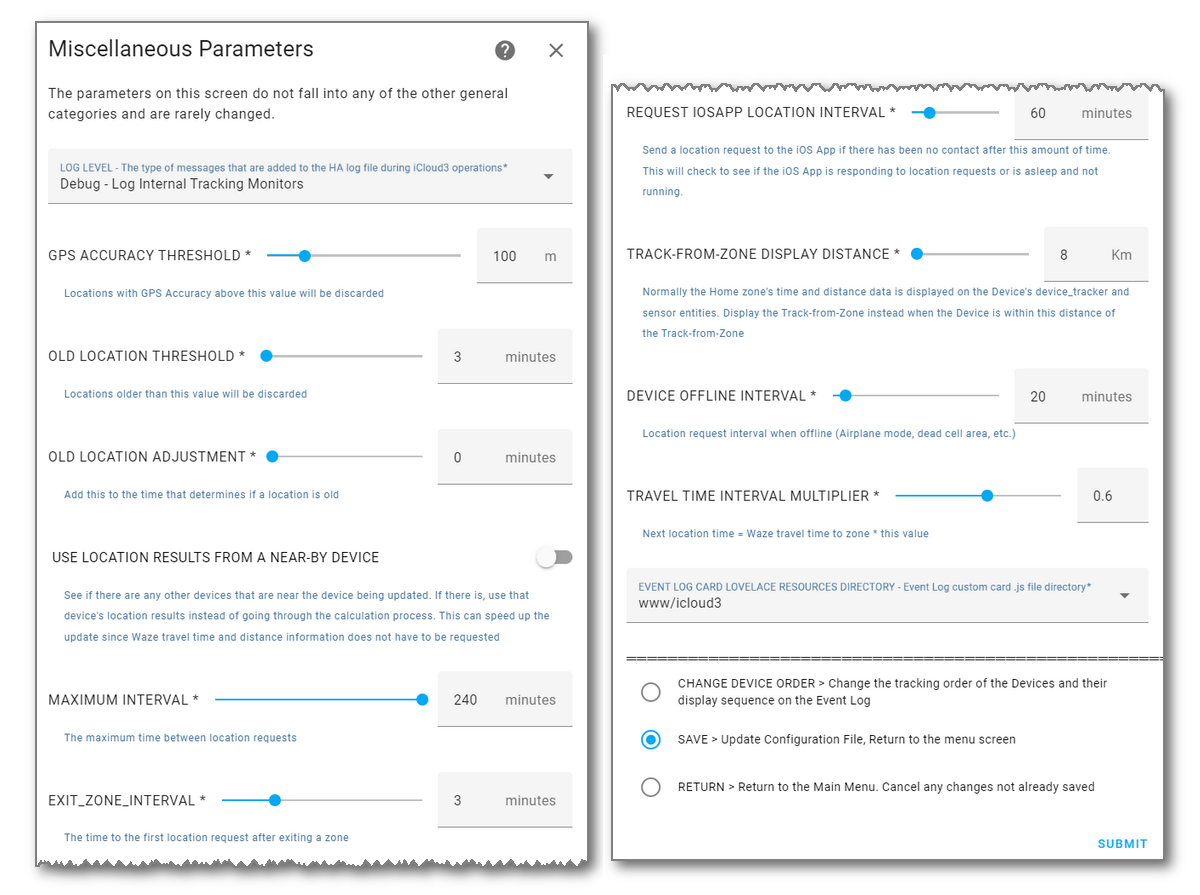 Miscellaneous Parameters
The parameters on this screen do not fall into any of the other general
categories and are rarely changed.
LOG LEVEL - The type of messages that are added to the HA log file during iCloud3 operations*
Debug - Log Internal Tracking Monitors
GPS ACCURACY THRESHOLD * 100 m
Locations with GPS Accuracy above this value will be discarded
OLD LOCATION THRESHOLD * 3 minutes
Locations older than this value will be discarded
OLD LOCATION ADJUSTMENT * 0 minutes
Add this to the time that determines if a location is old
USE LOCATION RESULTS FROM A NEAR-BY DEVICE
See if there are any other devices that are near the device being updated. If there is, use that
device's location results instead of going through the calculation process. This can speed up the
update since Waze travel time and distance information does not have to be requested
MAXIMUM INTERVAL * 240 minutes
The maximum time between location requests
EXIT_ZONE_INTERVAL * 3 minutes
The time to the first location request after exiting a zone
REQUEST IOSAPP LOCATION INTERVAL * 60 minutes
Send a location request to the iOS App if there has been no contact after this amount of time.
This will check to see if the iOS App is responding to location requests or is asleep and not
running.
TRACK-FROM-ZONE DISPLAY DISTANCE * 8 Km
Normally the Home zone's time and distance data is displayed on the Device's device_tracker and
sensor entities. Display the Track-from-Zone instead when the Device is within this distance of
the Track-from-Zone
DEVICE OFFLINE INTERVAL * 20 minutes
Location request interval when offline (Airplane mode, dead cell area, etc.)
TRAVEL TIME INTERVAL MULTIPLIER * 0.6
Next location time = Waze travel time to zone * this value
EVENT LOG CARD LOVELACE RESOURCES DIRECTORY - Event Log custom card .js file directory*
www/icloud3
CHANGE DEVICE ORDER > Change the tracking order of the Devices and their
display sequence on the Event Log
SAVE > Update Configuration File, Return to the menu screen
RETURN > Return to the Main Menu. Cancel any changes not already saved
SUBMIT